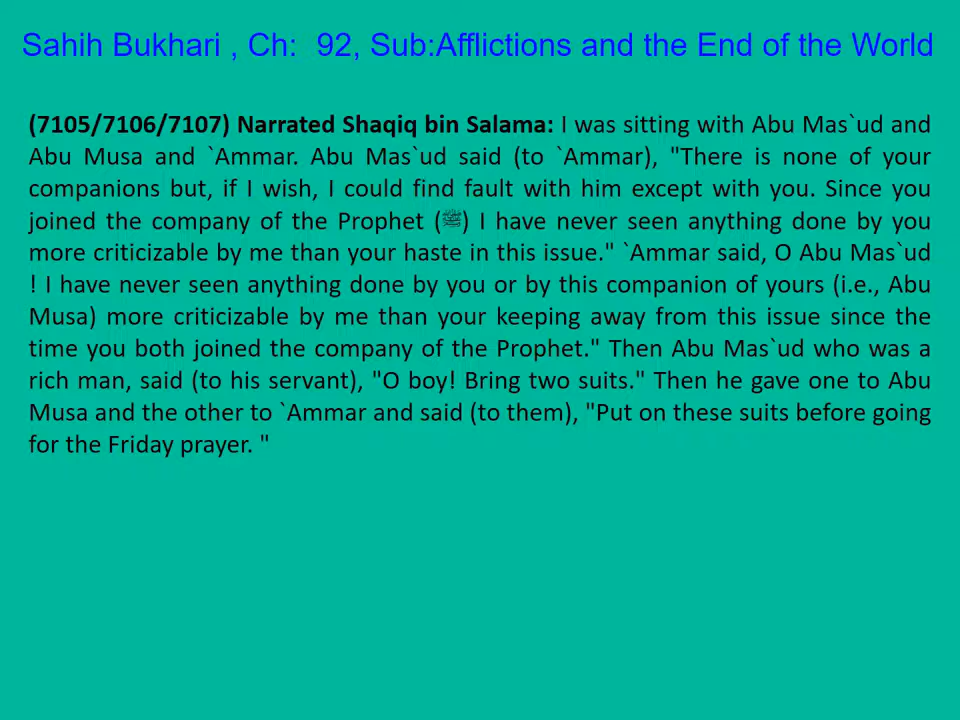 Sahih Bukhari , Ch:  92, Sub:Afflictions and the End of the World
(7105/7106/7107) Narrated Shaqiq bin Salama: I was sitting with Abu Mas`ud and
Abu Musa and `Ammar. Abu Mas`ud said (to `Ammar), "There is none of your
companions but, if I wish, I could find fault with him except with you. Since you
joined the company of the Prophet (ﷺ) I have never seen anything done by you
more criticizable by me than your haste in this issue." `Ammar said, O Abu Mas`ud
! I have never seen anything done by you or by this companion of yours (i.e., Abu
Musa) more criticizable by me than your keeping away from this issue since the
time you both joined the company of the Prophet." Then Abu Mas`ud who was a
rich man, said (to his servant), "O boy! Bring two suits." Then he gave one to Abu
Musa and the other to `Ammar and said (to them), "Put on these suits before going
for the Friday prayer. "